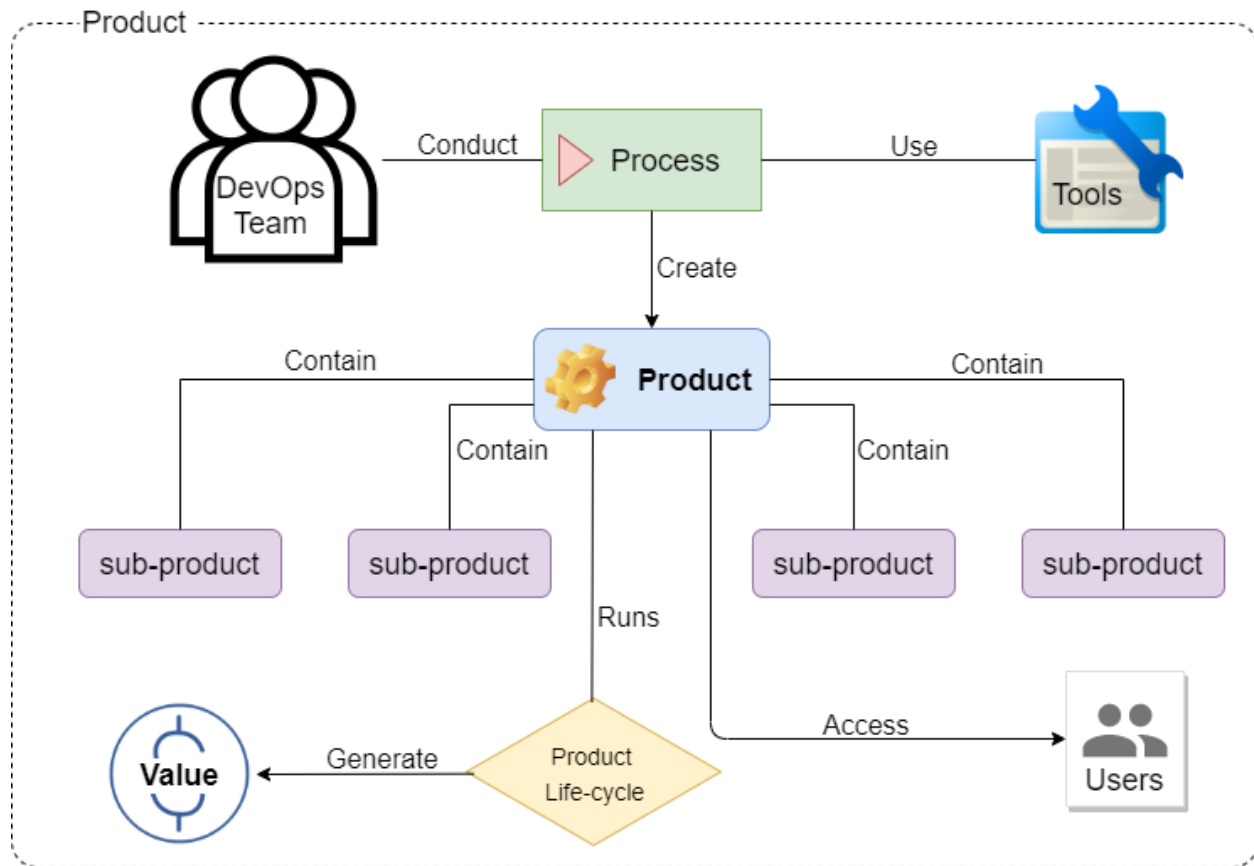 Product
DevOps
Team
Conduct
Process
Use
Tools
Create
Contain
Product
Contain
Contain
Contain
sub-product
sub-product
sub-product
sub-product
Runs
Value
Generate
Product
Life-cycle
Access
Users